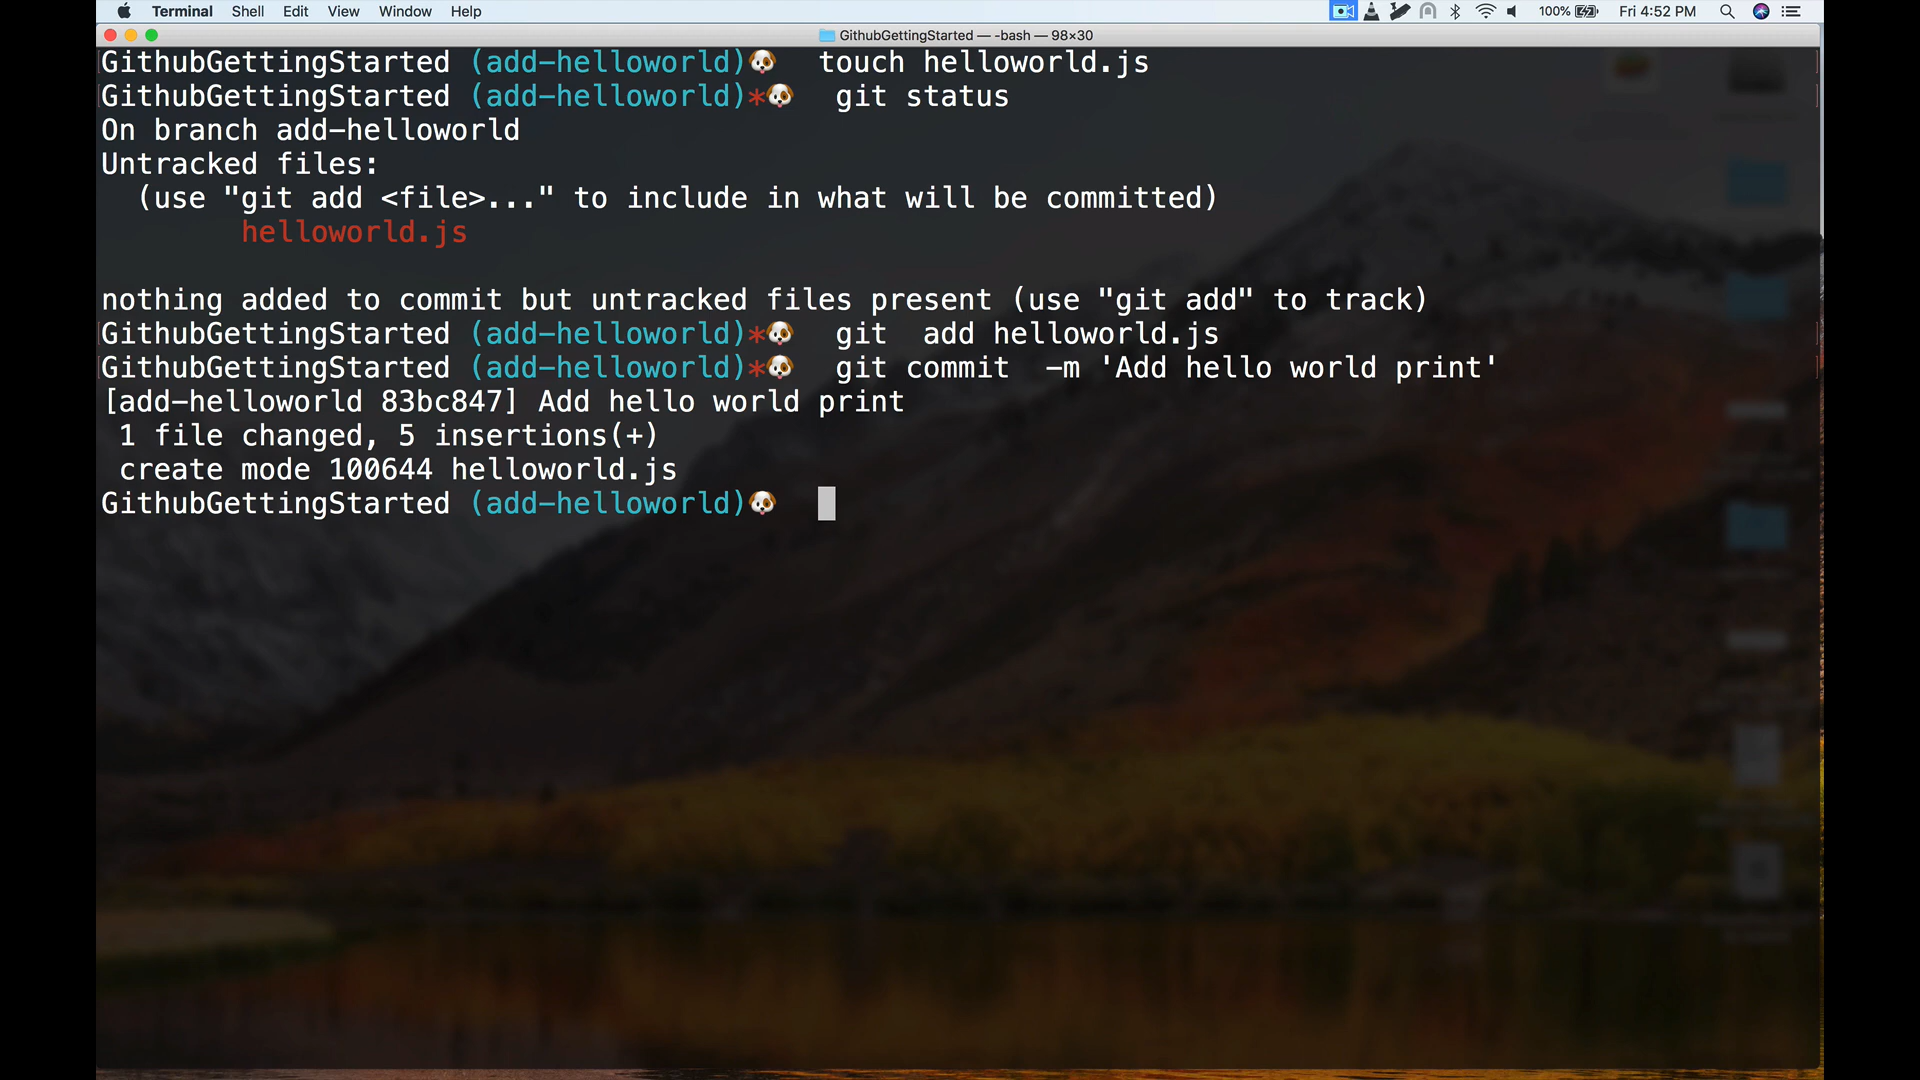 Terminal Shell Edit View Window Help 100% Fri 4:52 PM
GithubGettingStarted — -bash — 98×30
GithubGettingStarted (add-helloworld)🐶 touch helloworld.js
GithubGettingStarted (add-helloworld)*🐶 git status
On branch add-helloworld
Untracked files:
(use "git add <file>..." to include in what will be committed)
helloworld.js
nothing added to commit but untracked files present (use "git add" to track)
GithubGettingStarted (add-helloworld)*🐶 git  add helloworld.js
GithubGettingStarted (add-helloworld)*🐶 git commit  -m 'Add hello world print'
[add-helloworld 83bc847] Add hello world print
1 file changed, 5 insertions(+)
create mode 100644 helloworld.js
GithubGettingStarted (add-helloworld)🐶